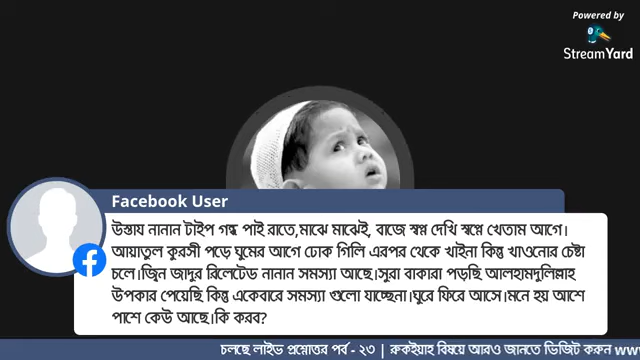 Powered by
StreamYard
Facebook User
উস্তায নানান টাইপ গন্ধ পাই রাতে,মাঝে মাঝেই, বাজে স্বপ্ন দেখি স্বপ্নে খেতাম আগে।
আয়াতুল কুরসী পড়ে ঘুমের আগে ঢোক গিলি এরপর থেকে খাইনা কিন্তু খাওনোর চেষ্টা
চলে।জ্বিন জাদুর রিলেটেড নানান সমস্যা আছে।সুরা বাকারা পড়ছি আলহামদুলিল্লাহ
উপকার পেয়েছি কিন্তু একেবারে সমস্যা গুলো যাচ্ছেনা।ঘুরে ফিরে আসে।মনে হয় আশে
পাশে কেউ আছে।কি করব?
চলছে লাইভ প্রশ্নোত্তর পর্ব - ২৩ | রুকইয়াহ বিষয়ে আরও জানতে ভিজিট করুন ww